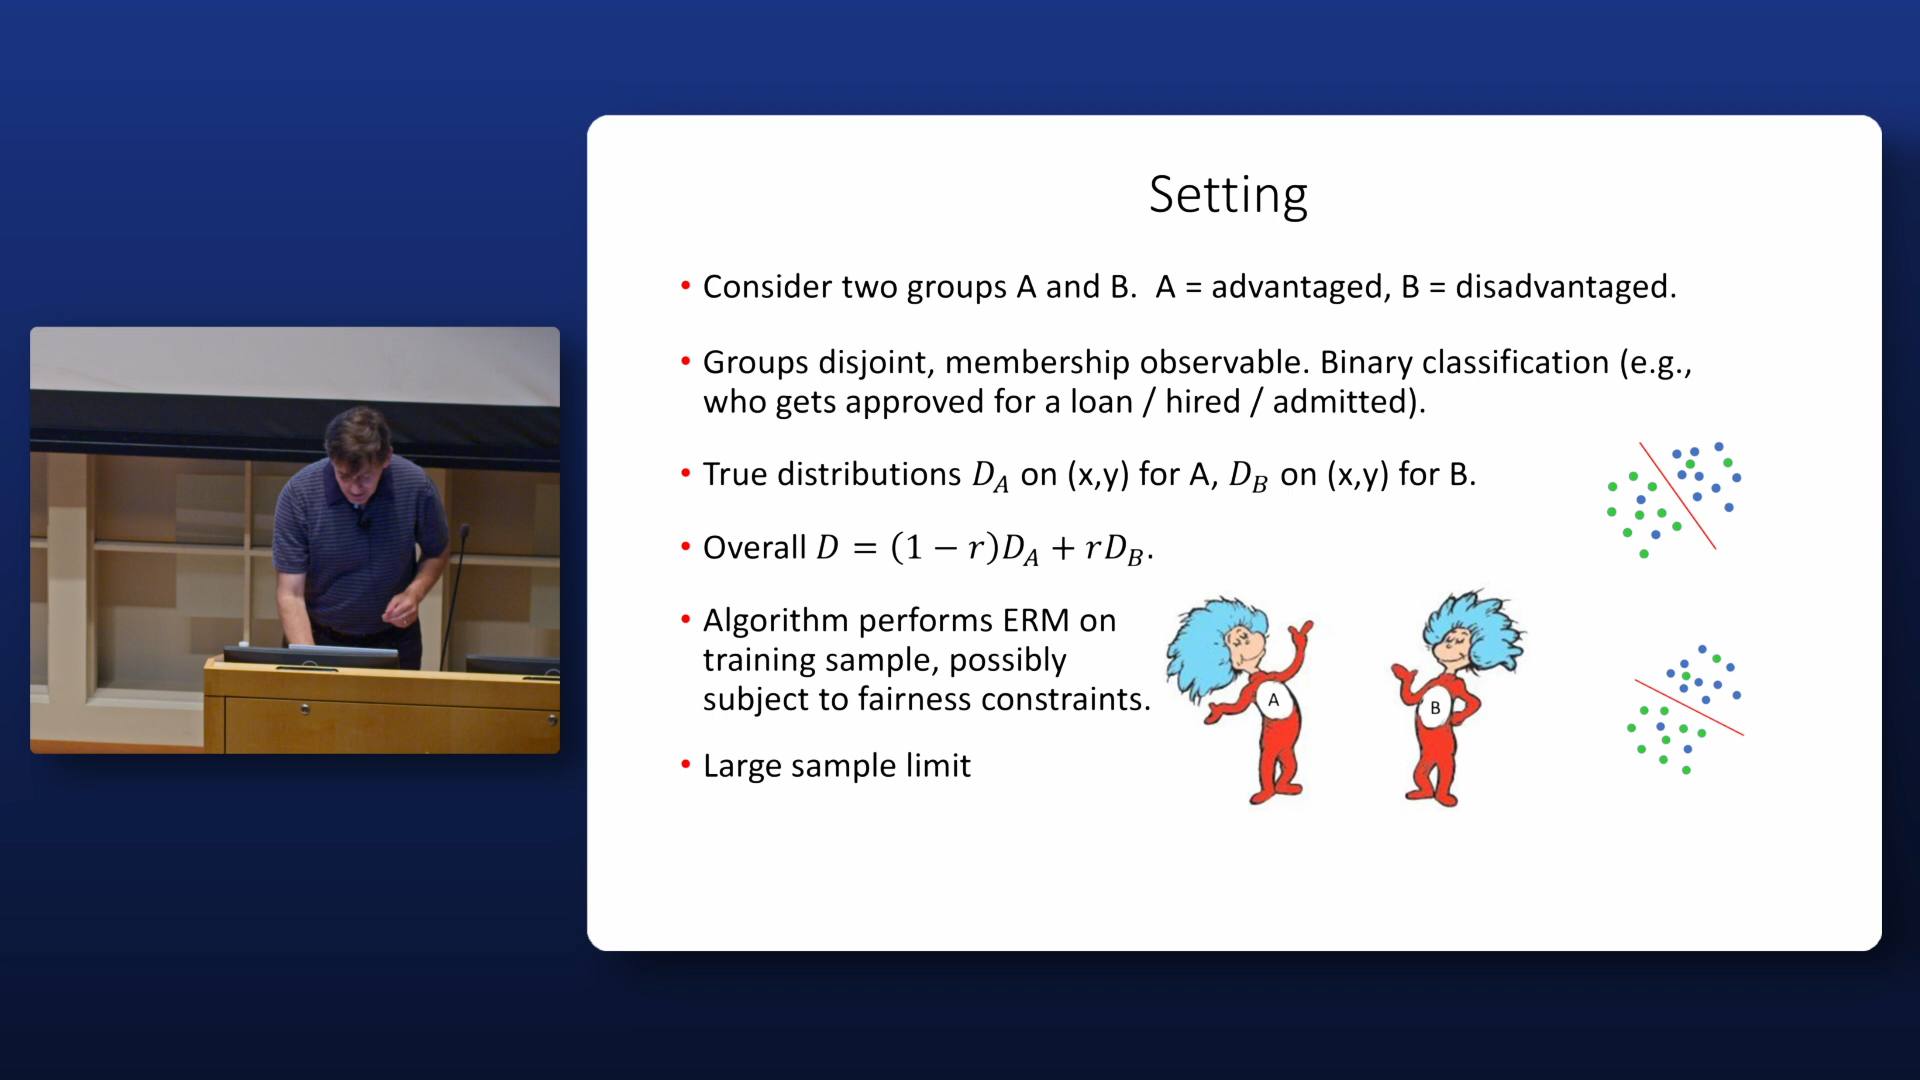 Setting
• Consider two groups A and B.  A = advantaged, B = disadvantaged.
• Groups disjoint, membership observable. Binary classification (e.g.,
who gets approved for a loan / hired / admitted).
• True distributions D_A on (x,y) for A, D_B on (x,y) for B.
• Overall D = (1 − r)D_A + rD_B.
• Algorithm performs ERM on
training sample, possibly
subject to fairness constraints.
A
B
• Large sample limit